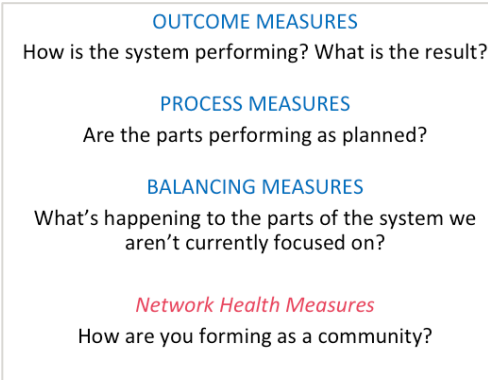 OUTCOME MEASURES
How is the system performing? What is the result?
PROCESS MEASURES
Are the parts performing as planned?
BALANCING MEASURES
What’s happening to the parts of the system we
aren’t currently focused on?
Network Health Measures
How are you forming as a community?